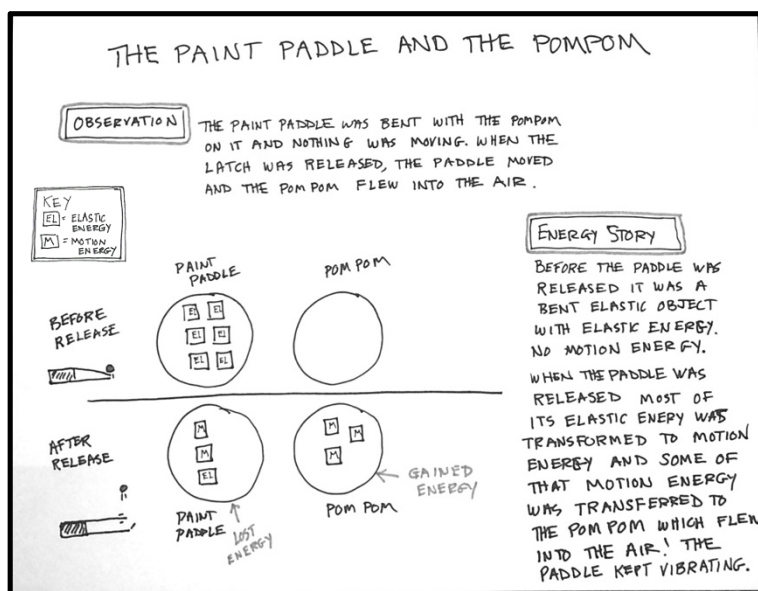 THE PAINT PADDLE AND THE POMPOM
OBSERVATION
THE PAINT PADDLE WAS BENT WITH THE POMPOM
ON IT AND NOTHING WAS MOVING. WHEN THE
LATCH WAS RELEASED, THE PADDLE MOVED
AND THE POM POM FLEW INTO THE AIR.
KEY
EL = ELASTIC
ENERGY
M = MOTION
ENERGY
PAINT
PADDLE
POM POM
BEFORE
RELEASE
EL EL
EL EL
EL EL
AFTER
RELEASE
M
M
EL
M
M
M
GAINED
ENERGY
PAINT
PADDLE
LOST
ENERGY
POM POM
ENERGY STORY
BEFORE THE PADDLE WAS
RELEASED IT WAS A
BENT ELASTIC OBJECT
WITH ELASTIC ENERGY.
NO MOTION ENERGY.
WHEN THE PADDLE WAS
RELEASED MOST OF
ITS ELASTIC ENERY WAS
TRANSFORMED TO MOTION
ENERGY AND SOME OF
THAT MOTION ENERGY
WAS TRANSFERRED TO
THE POM POM WHICH FLEW
INTO THE AIR! THE
PADDLE KEPT VIBRATING.